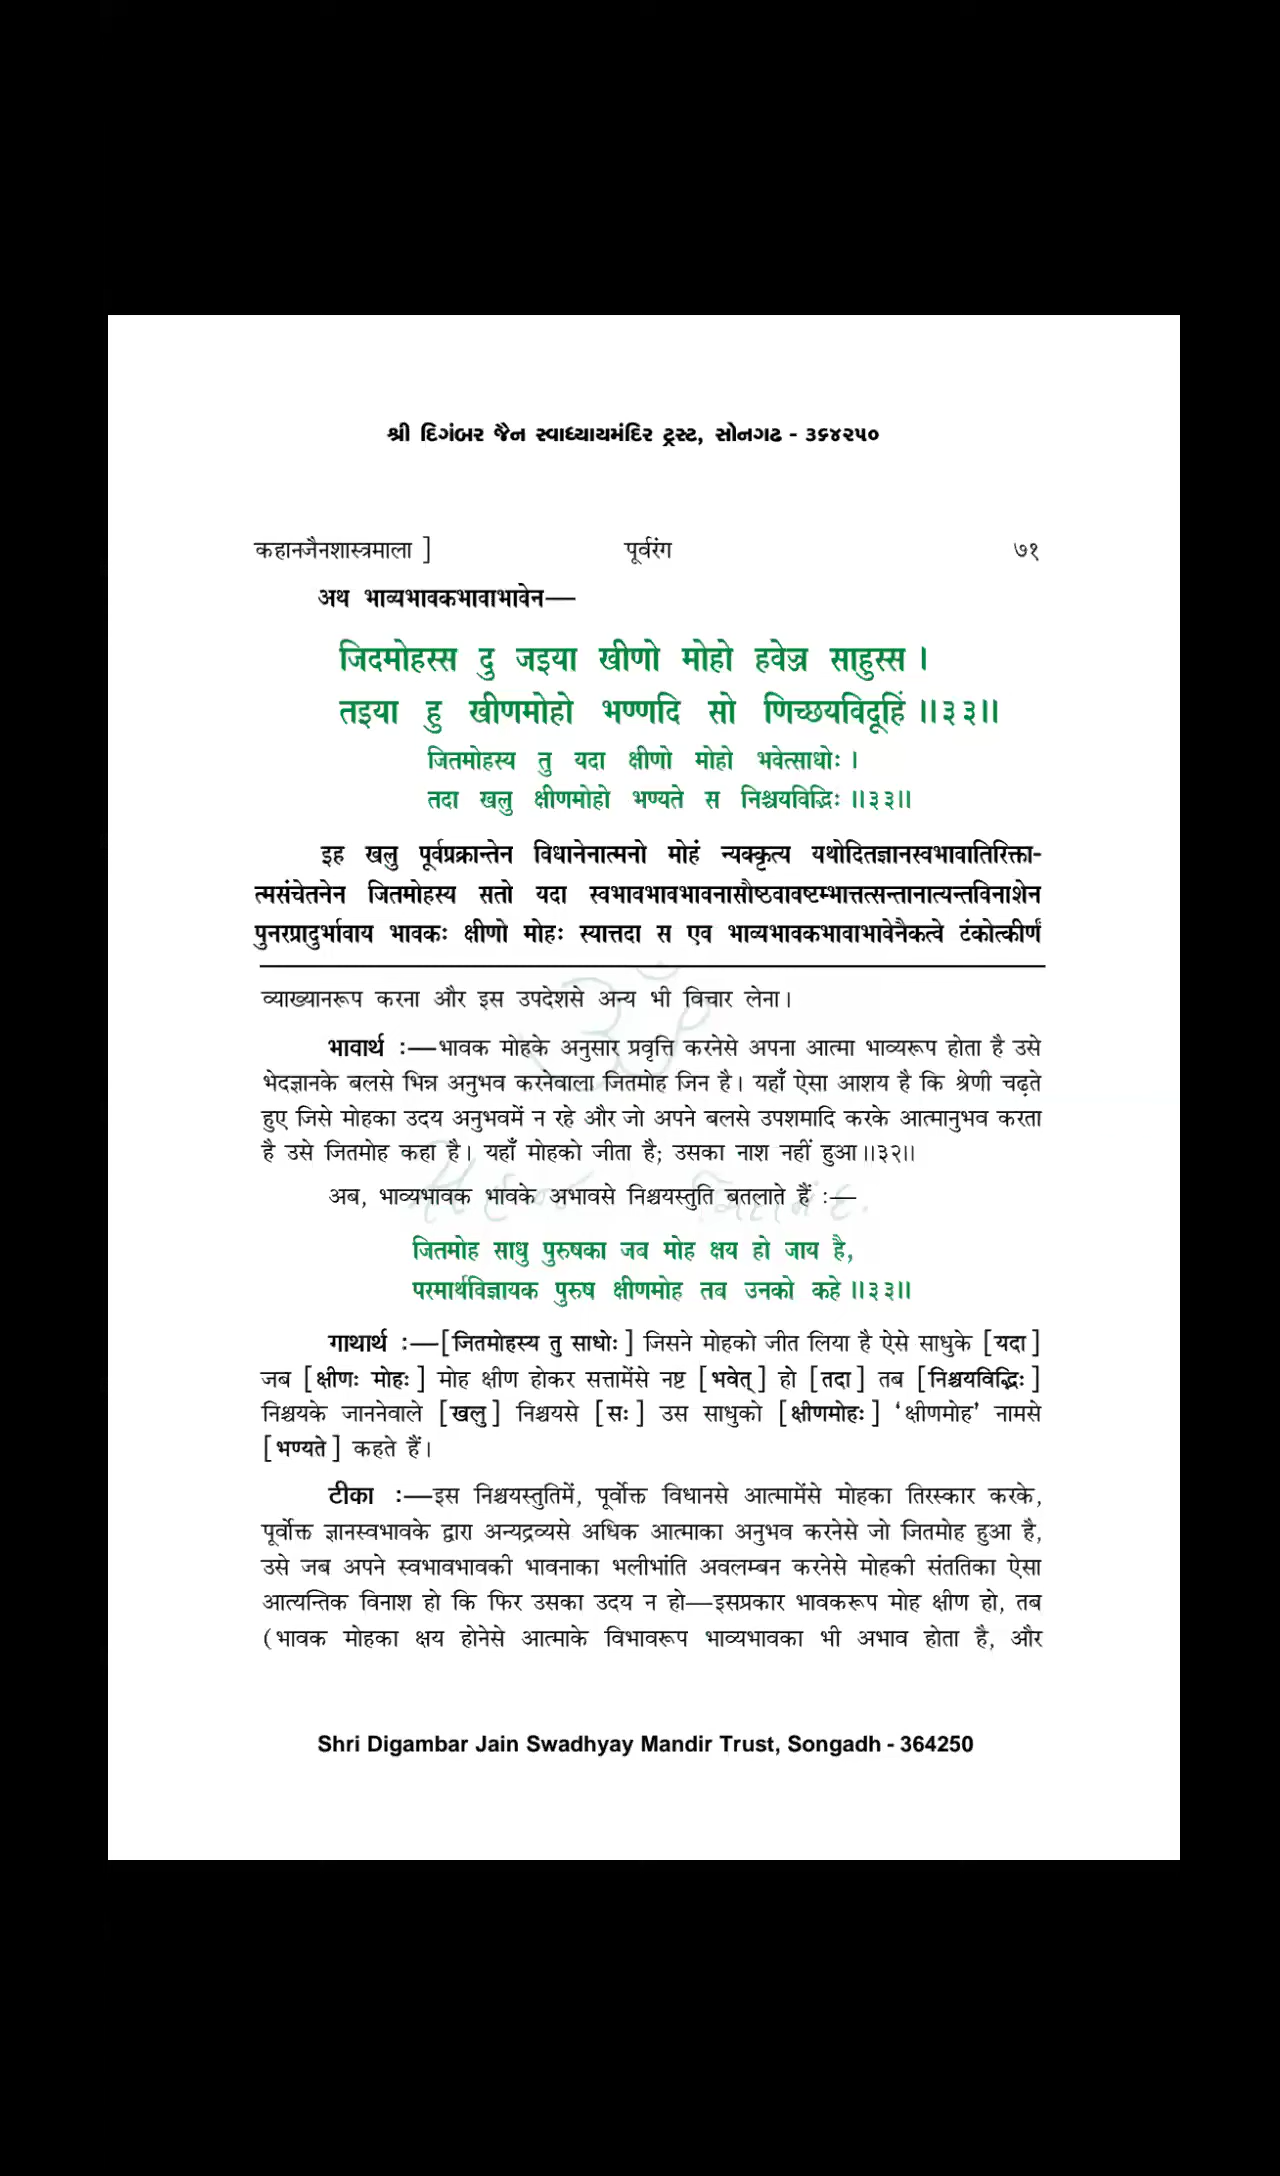 શ્રી દિગંબર જૈન સ્વાધ્યાયમંદિર ટ્રસ્ટ, સોનગઢ - ૩૬૪૨૫૦
कहानजैनशास्त्रमाला ] पूर्वरंग ७१
अथ भाव्यभावकभावाभावेन—
जिदमोहस्स दु जइया खीणो मोहो हवेज्ज साहुस्स ।
तइया हु खीणमोहो भण्णदि सो णिच्छयविदूहिं ॥३३॥
जितमोहस्य तु यदा क्षीणो मोहो भवेत्साधोः ।
तदा खलु क्षीणमोहो भण्यते स निश्चयविद्भिः ॥३३॥
इह खलु पूर्वप्रक्रान्तेन विधानेनात्मनो मोहं न्यक्कृत्य यथोदितज्ञानस्वभावातिरिक्ता-
त्मसंचेतनेन जितमोहस्य सतो यदा स्वभावभावभावनासौष्ठवावष्टम्भात्तत्सन्तानात्यन्तविनाशेन
पुनरप्रादुर्भावाय भावकः क्षीणो मोहः स्यात्तदा स एव भाव्यभावकभावाभावेनैकत्वे टंकोत्कीर्णं
व्याख्यानरूप करना और इस उपदेशसे अन्य भी विचार लेना।
भावार्थ :—भावक मोहके अनुसार प्रवृत्ति करनेसे अपना आत्मा भाव्यरूप होता है उसे
भेदज्ञानके बलसे भिन्न अनुभव करनेवाला जितमोह जिन है। यहाँ ऐसा आशय है कि श्रेणी चढ़ते
हुए जिसे मोहका उदय अनुभवमें न रहे और जो अपने बलसे उपशमादि करके आत्मानुभव करता
है उसे जितमोह कहा है। यहाँ मोहको जीता है; उसका नाश नहीं हुआ॥३२॥
अब, भाव्यभावक भावके अभावसे निश्चयस्तुति बतलाते हैं :—
जितमोह साधु पुरुषका जब मोह क्षय हो जाय है,
परमार्थविज्ञायक पुरुष क्षीणमोह तब उनको कहे ॥३३॥
गाथार्थ :—[जितमोहस्य तु साधोः] जिसने मोहको जीत लिया है ऐसे साधुके [यदा]
जब [क्षीणः मोहः] मोह क्षीण होकर सत्तामेंसे नष्ट [भवेत्] हो [तदा] तब [निश्चयविद्भिः]
निश्चयके जाननेवाले [खलु] निश्चयसे [सः] उस साधुको [क्षीणमोहः] ‘क्षीणमोह’ नामसे
[भण्यते] कहते हैं।
टीका :—इस निश्चयस्तुतिमें, पूर्वोक्त विधानसे आत्मामेंसे मोहका तिरस्कार करके,
पूर्वोक्त ज्ञानस्वभावके द्वारा अन्यद्रव्यसे अधिक आत्माका अनुभव करनेसे जो जितमोह हुआ है,
उसे जब अपने स्वभावभावकी भावनाका भलीभांति अवलम्बन करनेसे मोहकी संततिका ऐसा
आत्यन्तिक विनाश हो कि फिर उसका उदय न हो—इसप्रकार भावकरूप मोह क्षीण हो, तब
(भावक मोहका क्षय होनेसे आत्माके विभावरूप भाव्यभावका भी अभाव होता है, और
Shri Digambar Jain Swadhyay Mandir Trust, Songadh - 364250